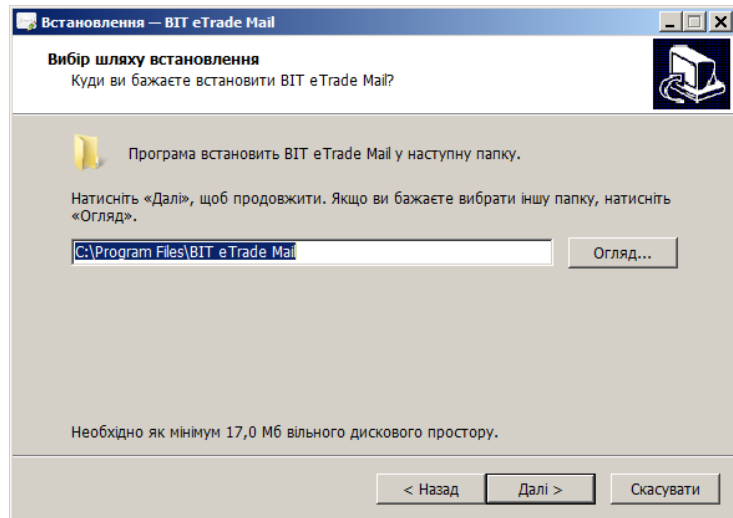 Встановлення — BIT eTrade Mail
Вибір шляху встановлення
Куди ви бажаєте встановити BIT eTrade Mail?
Програма встановить BIT eTrade Mail у наступну папку.
Натисніть «Далі», щоб продовжити. Якщо ви бажаєте вибрати іншу папку, натисніть
«Огляд».
C:\Program Files\BIT eTrade Mail
Огляд...
Необхідно як мінімум 17,0 Мб вільного дискового простору.
< Назад
Далі >
Скасувати